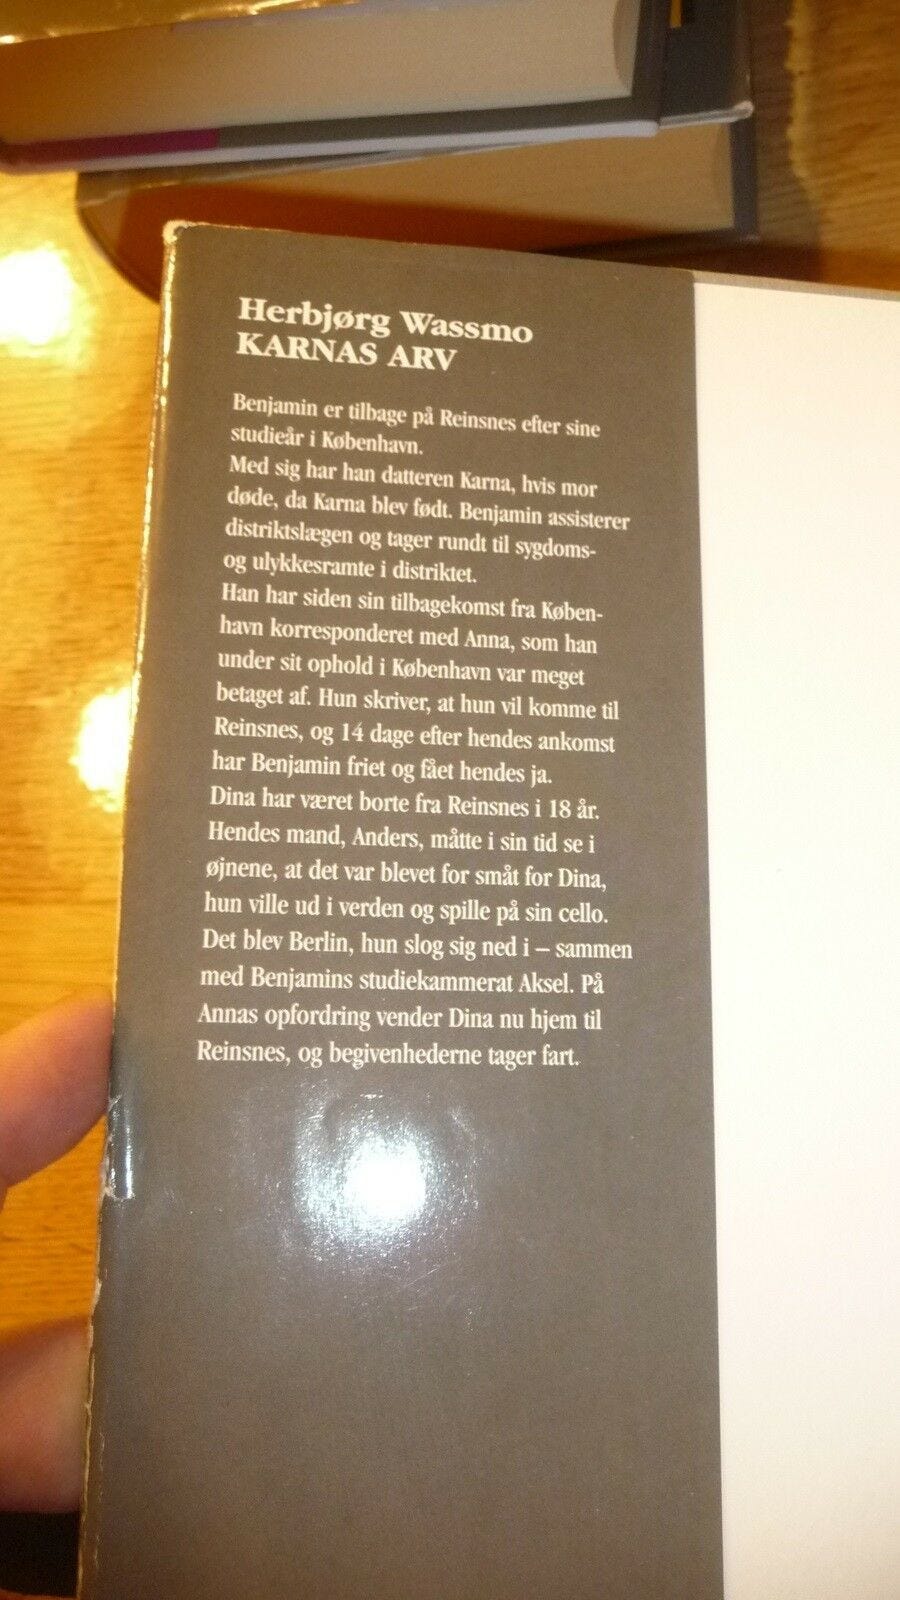 Herbjørg Wassmo
KARNAS ARV
Benjamin er tilbage på Reinsnes efter sine
studieår i København.
Med sig har han datteren Karna, hvis mor
døde, da Karna blev født. Benjamin assisterer
distriktslægen og tager rundt til sygdoms-
og ulykkesramte i distriktet.
Han har siden sin tilbagekomst fra Køben-
havn korresponderet med Anna, som han
under sit ophold i København var meget
betaget af. Hun skriver, at hun vil komme til
Reinsnes, og 14 dage efter hendes ankomst
har Benjamin friet og fået hendes ja.
Dina har været borte fra Reinsnes i 18 år.
Hendes mand, Anders, måtte i sin tid se i
øjnene, at det var blevet for småt for Dina,
hun ville ud i verden og spille på sin cello.
Det blev Berlin, hun slog sig ned i – sammen
med Benjamins studiekammerat Aksel. På
Annas opfordring vender Dina nu hjem til
Reinsnes, og begivenhederne tager fart.